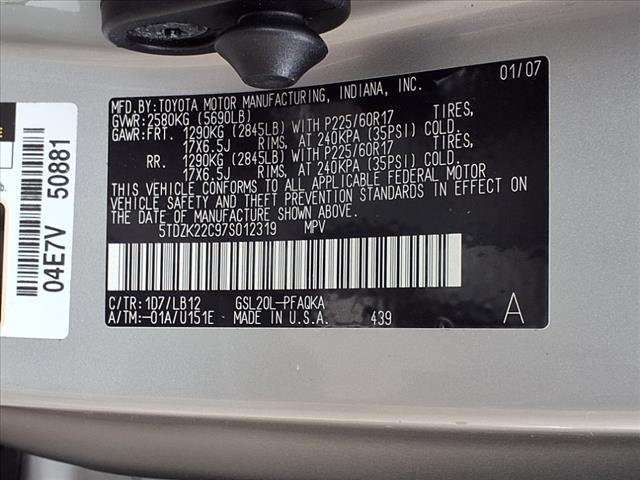 01/07
MFD.BY:TOYOTA MOTOR MANUFACTURING, INDIANA, INC.
GVWR:2580KG (5690LB)
GAWR:FRT. 1290KG (2845LB) WITH P225/60R17 TIRES,
17X6.5J RIMS, AT 240KPA (35PSI) COLD.
RR. 1290KG (2845LB) WITH P225/60R17 TIRES,
17X6.5J RIMS, AT 240KPA (35PSI) COLD.
THIS VEHICLE CONFORMS TO ALL APPLICABLE FEDERAL MOTOR
VEHICLE SAFETY AND THEFT PREVENTION STANDARDS IN EFFECT ON
THE DATE OF MANUFACTURE SHOWN ABOVE.
5TDZK22C97S012319 MPV
C/TR:1D7/LB12 GSL20L-PFAQKA
A/TM:-01A/U151E MADE IN U.S.A. 439 A
04E7V 50881